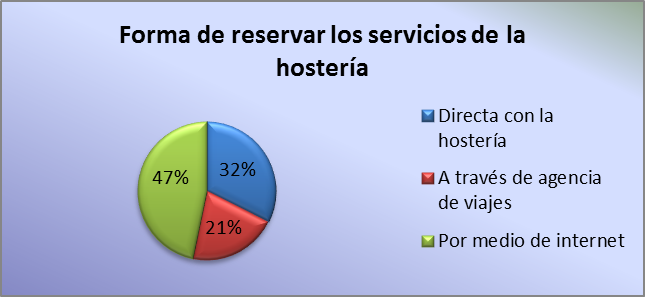 Forma de reservar los servicios de la
hostería
47%
32%
21%
Directa con la
hostería
A través de agencia
de viajes
Por medio de internet